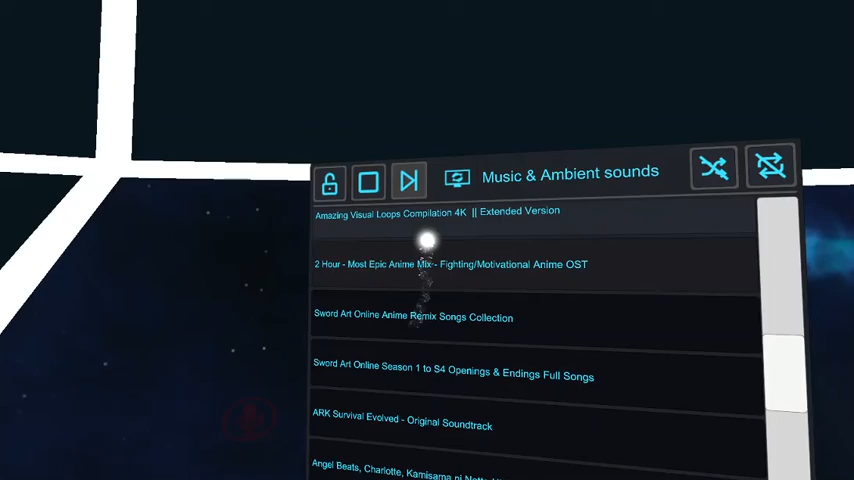 Music & Ambient sounds
Amazing Visual Loops Compilation 4K || Extended Version
2 Hour - Most Epic Anime Mix - Fighting/Motivational Anime OST
Sword Art Online Anime Remix Songs Collection
Sword Art Online Season 1 to S4 Openings & Endings Full Songs
ARK Survival Evolved - Original Soundtrack
Angel Beats, Charlotte, Kamisama ni